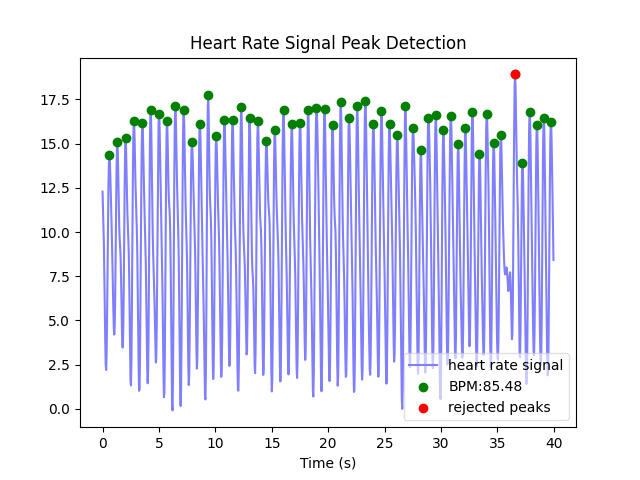 Heart Rate Signal Peak Detection
17.5
15.0
12.5
10.0
7.5
5.0
2.5
0.0
heart rate signal
BPM:85.48
rejected peaks
0 5 10 15 20 25 30 35 40
Time (s)